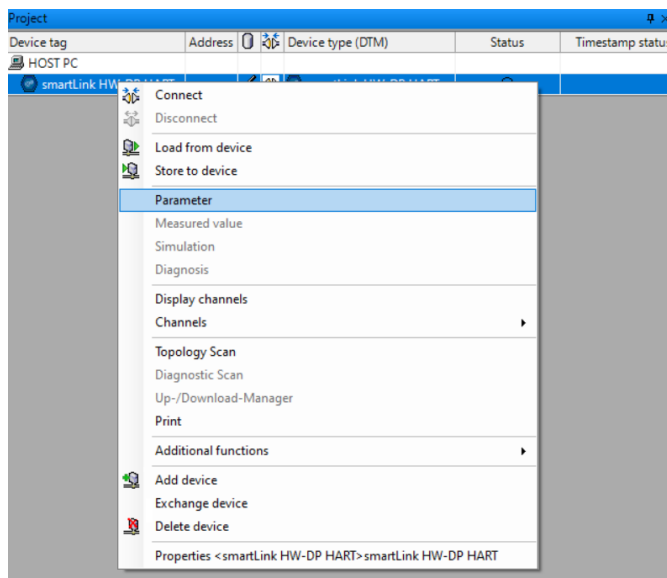 Project
Device tag Address Device type (DTM) Status Timestamp statu
HOST PC
smartLink HW-DP HART
Connect
Disconnect
Load from device
Store to device
Parameter
Measured value
Simulation
Diagnosis
Display channels
Channels
Topology Scan
Diagnostic Scan
Up-/Download-Manager
Print
Additional functions
Add device
Exchange device
Delete device
Properties <smartLink HW-DP HART>smartLink HW-DP HART